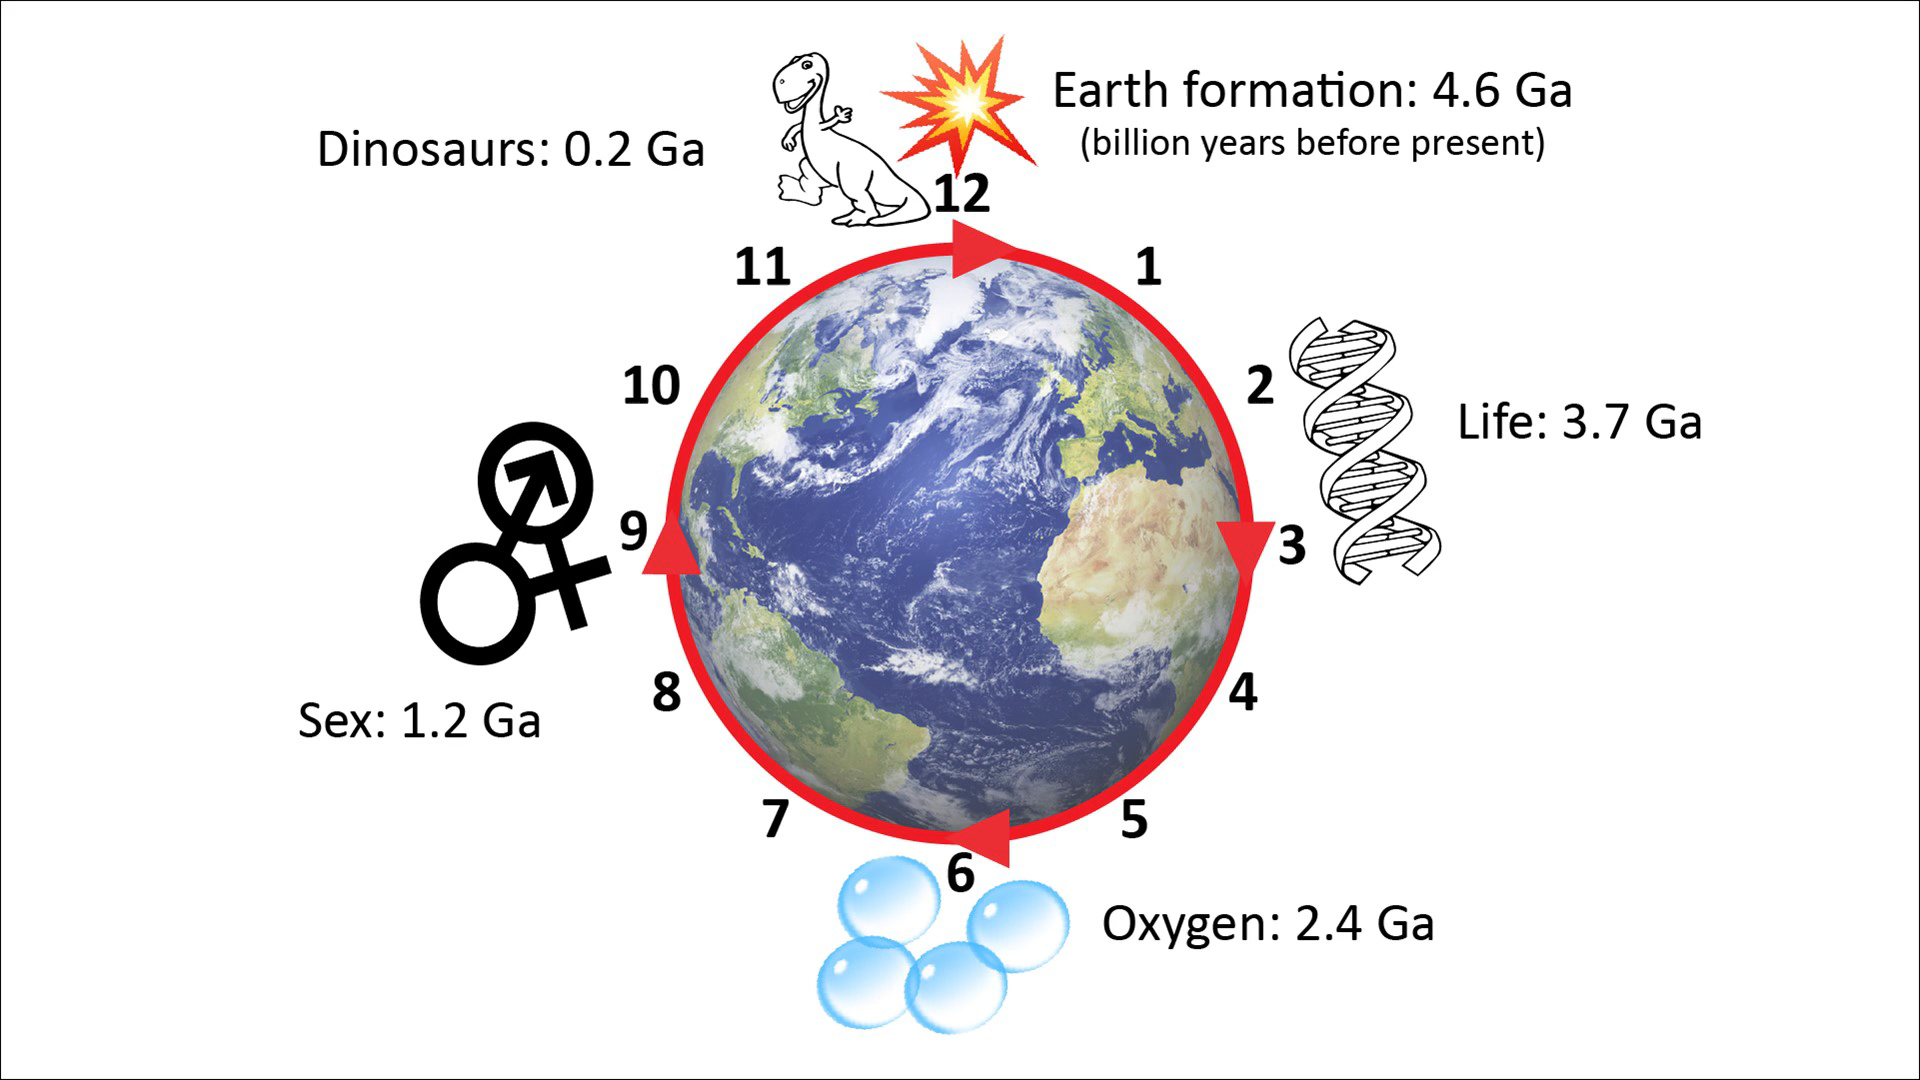 Earth formation: 4.6 Ga
(billion years before present)
Dinosaurs: 0.2 Ga
12
11
1
10
2
Life: 3.7 Ga
9
3
8
4
Sex: 1.2 Ga
7
5
6
Oxygen: 2.4 Ga